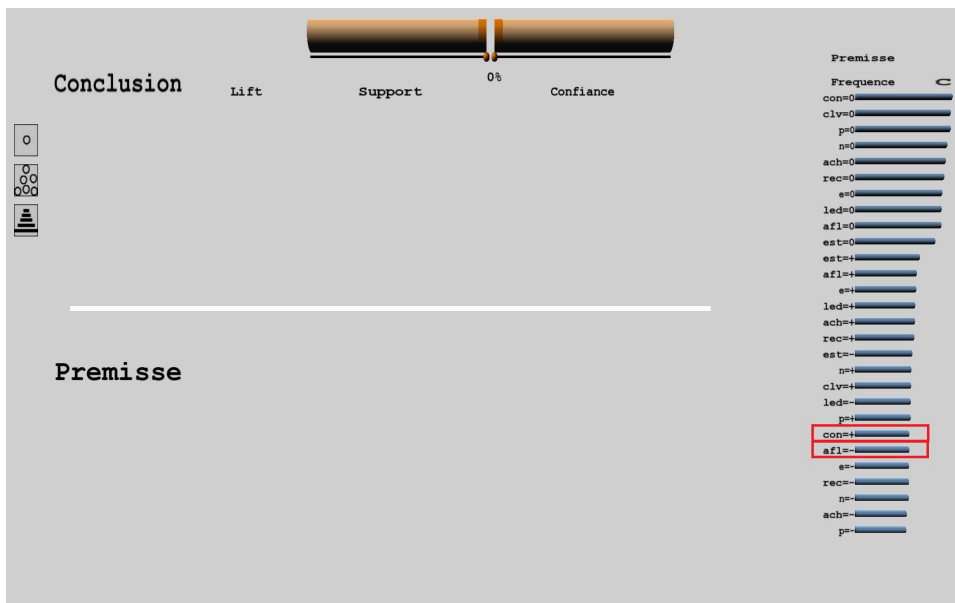 0%
Conclusion
Lift
Support
Confiance
Premisse
Premisse
Frequence
con=0
clv=0
p=0
n=0
ach=0
rec=0
e=0
led=0
afl=0
est=0
est=+
afl=+
e=+
led=+
ach=+
rec=+
est=-
n=+
clv=+
led=-
p=+
con=+
afl=-
e=-
rec=-
n=-
ach=-
p=-